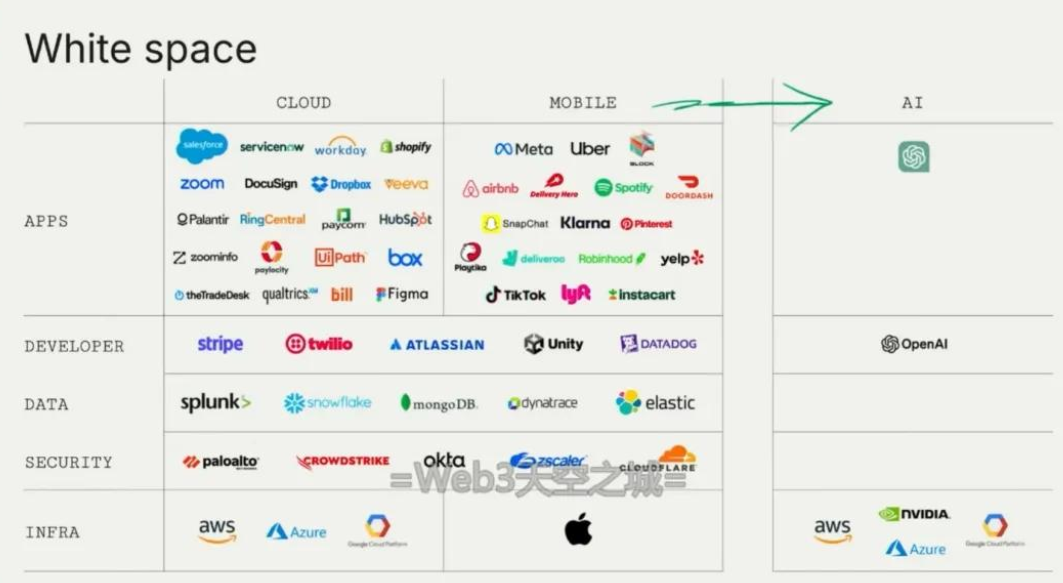 White space
CLOUD MOBILE AI
APPS
salesforce servicenow workday. shopify Meta Uber BLOCK
zoom DocuSign Dropbox veeva airbnb Delivery Hero Spotify DOORDASH
Palantir RingCentral paycom HubSpot SnapChat Klarna Pinterest
zoominfo paylocity UiPath box Playtika deliveroo Robinhood yelp
theTradeDesk qualtrics.XM bill Figma TikTok lyft instacart
DEVELOPER stripe twilio ATLASSIAN Unity DATADOG OpenAI
DATA splunk> snowflake mongoDB. dynatrace elastic
SECURITY paloalto CROWDSTRIKE okta zscaler CLOUDFLARE
=Web3天空之城=
INFRA aws Azure Google Cloud Platform aws NVIDIA. Azure Google Cloud Platform